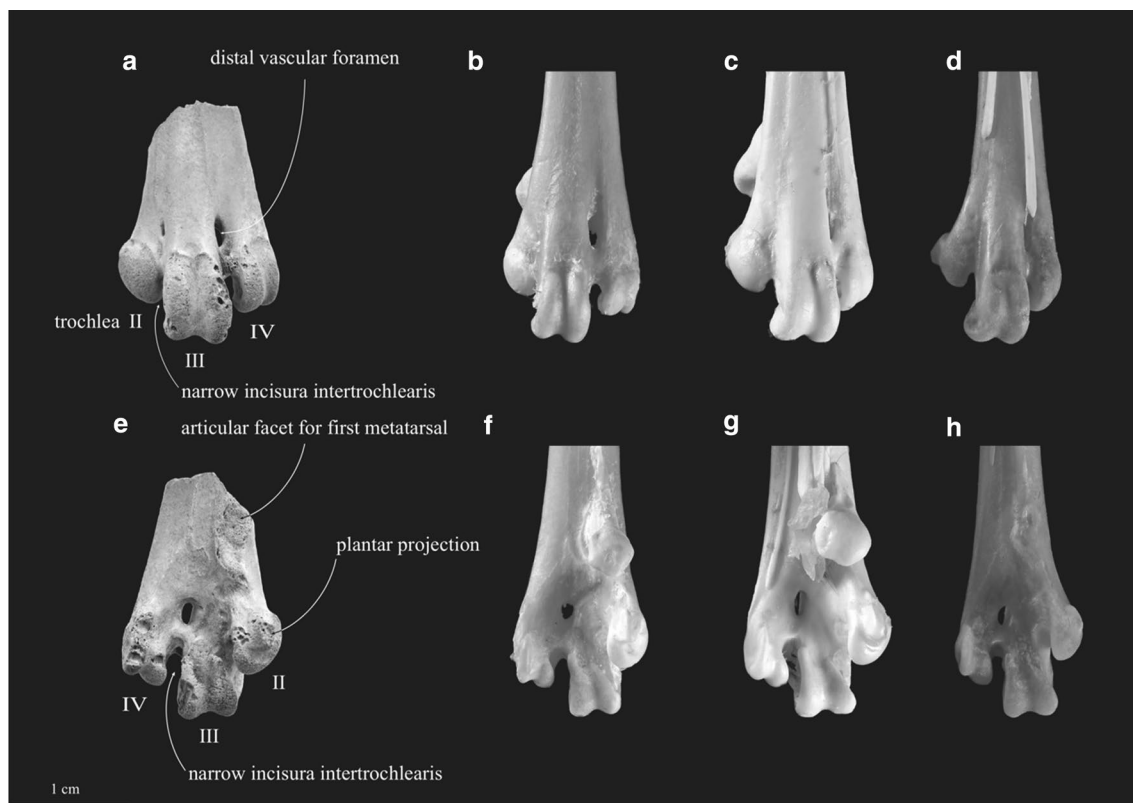 a
b
c
d
distal vascular foramen
trochlea II
IV
III
narrow incisura intertrochlearis
e
f
g
h
articular facet for first metatarsal
plantar projection
IV
II
III
narrow incisura intertrochlearis
1 cm